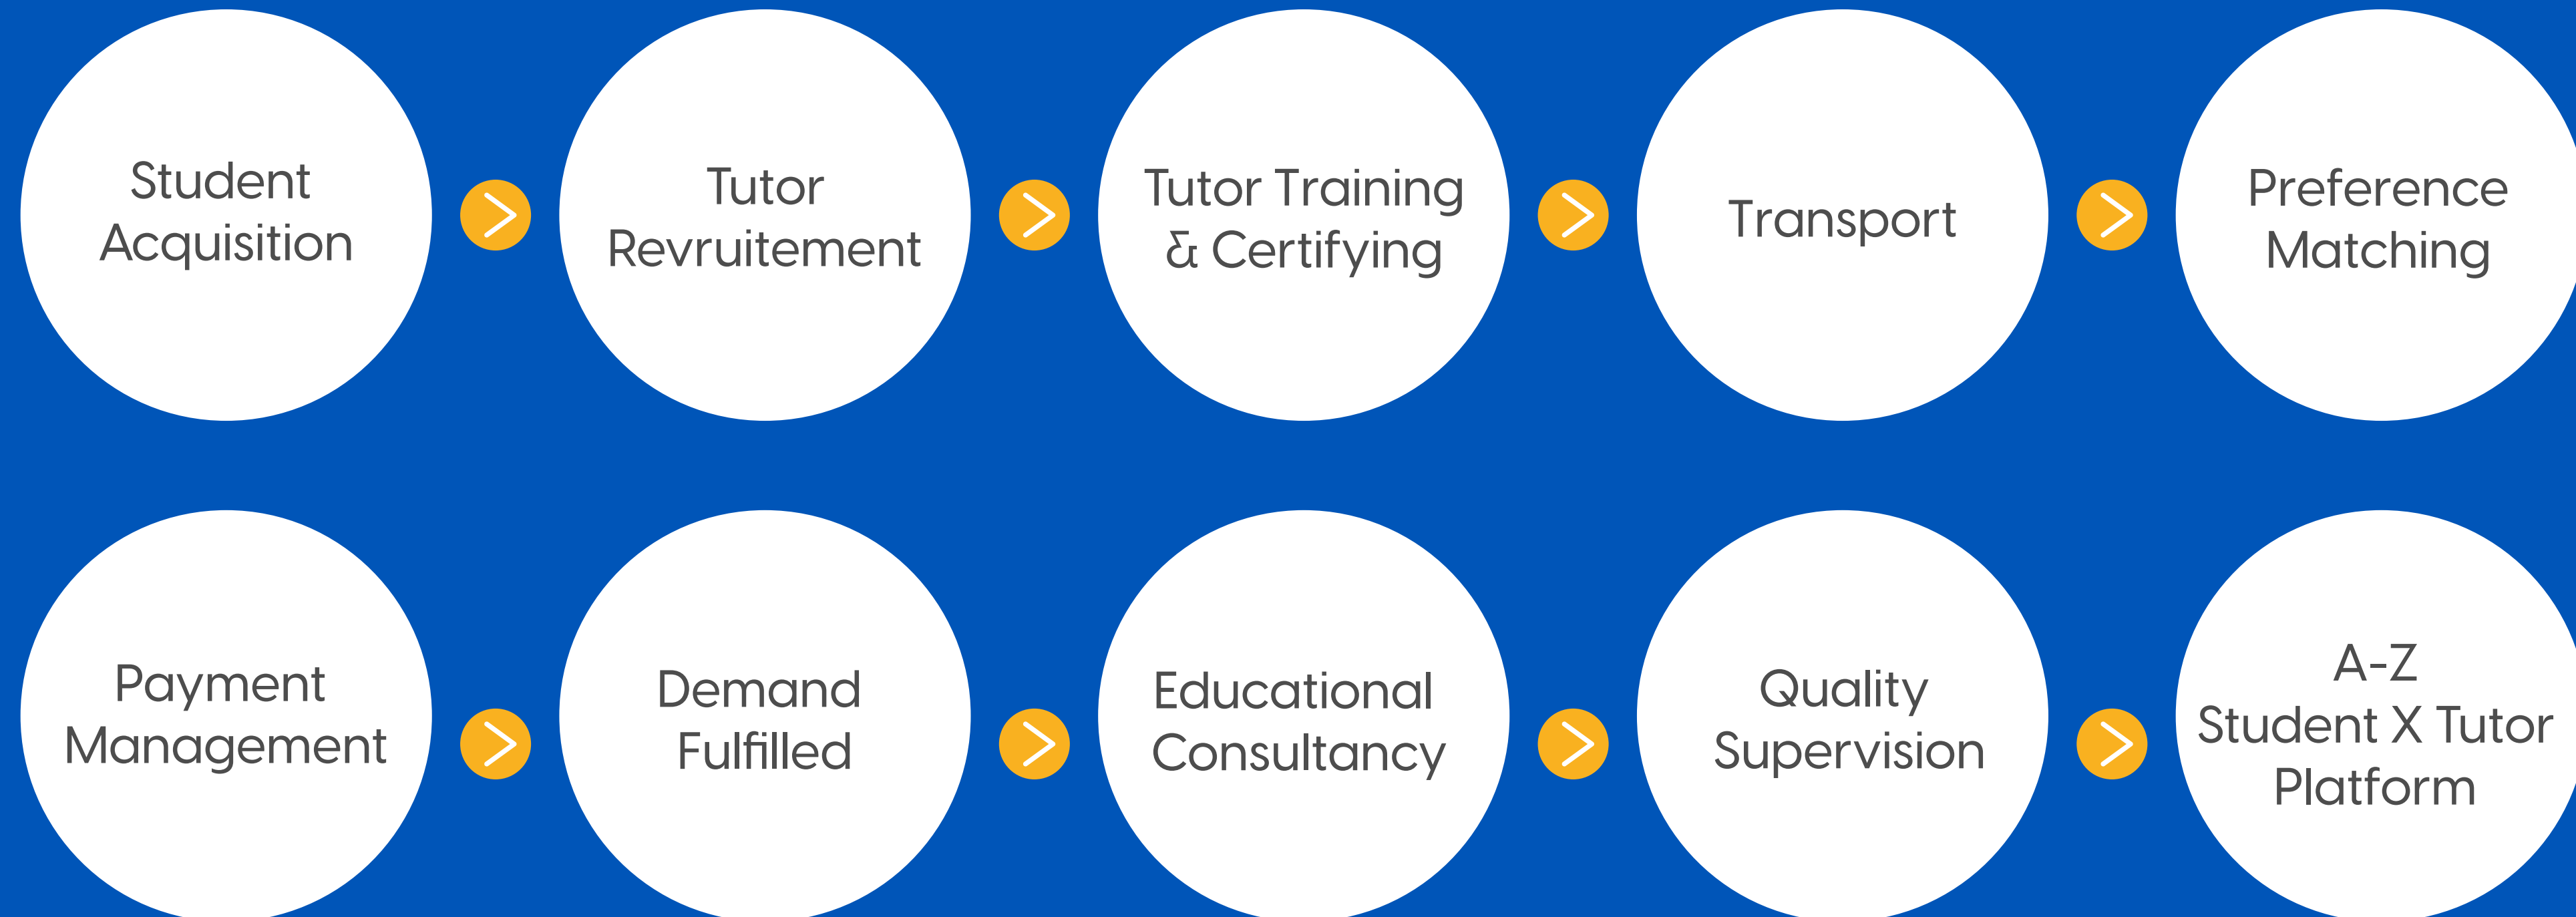 Student
Acquisition
Tutor
Revruitement
Tutor Training
& Certifying
Transport
Preference
Matching
Payment
Management
Demand
Fulfilled
Educational
Consultancy
Quality
Supervision
A-Z
Student X Tutor
Platform